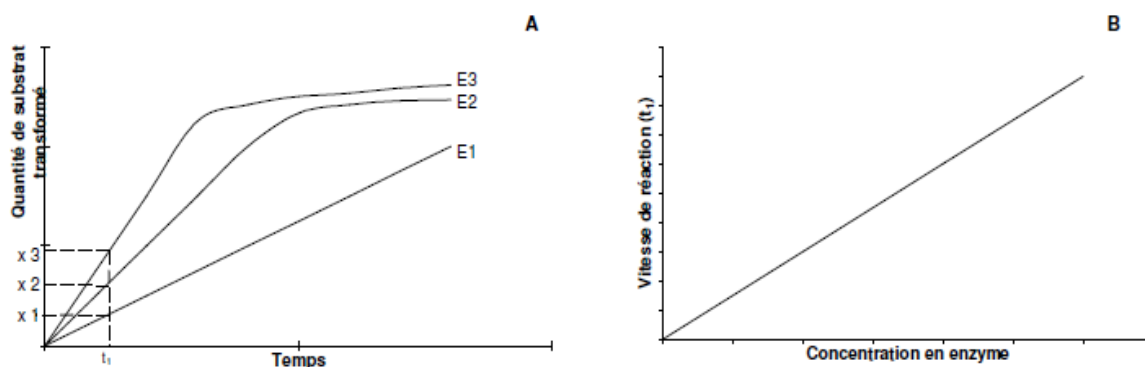 A
Quantité de substrat
transformé
E3
E2
E1
x 3
x 2
x 1
t₁
Temps
B
Vitesse de réaction (t₁)
Concentration en enzyme